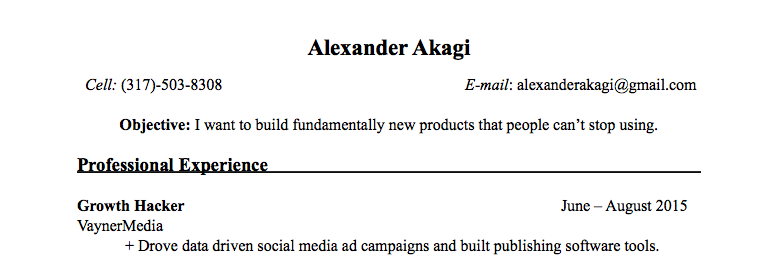 Alexander Akagi
Cell: (317)-503-8308 E-mail: alexanderakagi@gmail.com
Objective: I want to build fundamentally new products that people can’t stop using.
Professional Experience
Growth Hacker June – August 2015
VaynerMedia
+ Drove data driven social media ad campaigns and built publishing software tools.